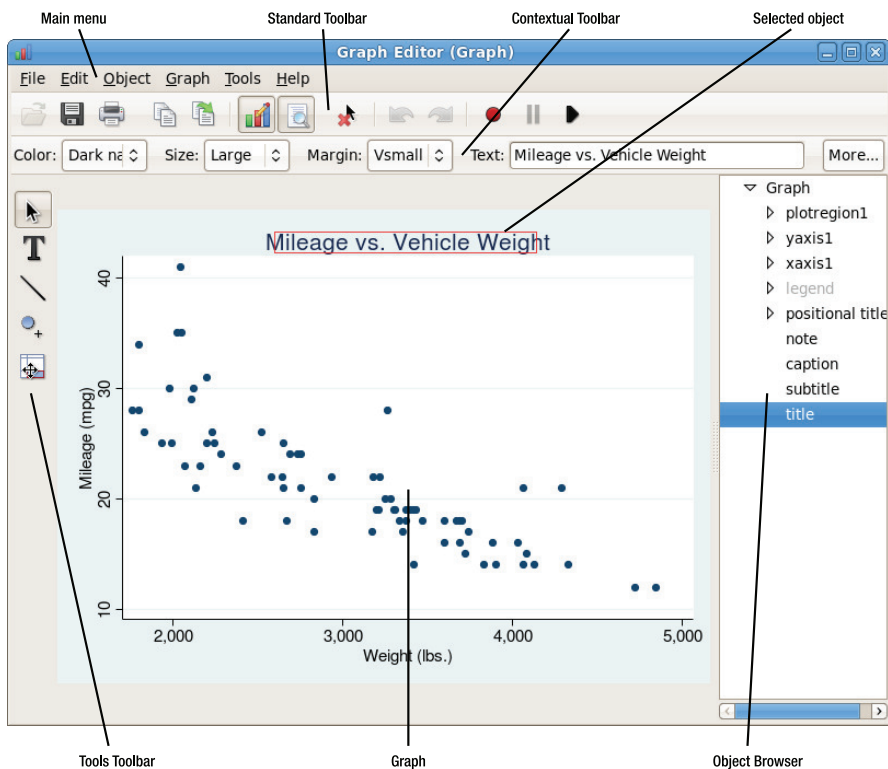 Main menu
Standard Toolbar
Contextual Toolbar
Selected object
Graph Editor (Graph)
File Edit Object Graph Tools Help
Color: Dark na Size: Large Margin: Vsmall Text: Mileage vs. Vehicle Weight More...
Graph
plotregion1
yaxis1
xaxis1
legend
positional title
note
caption
subtitle
title
T
Mileage vs. Vehicle Weight
Mileage (mpg)
40
30
20
10
2,000 3,000 4,000 5,000
Weight (lbs.)
Tools Toolbar
Graph
Object Browser